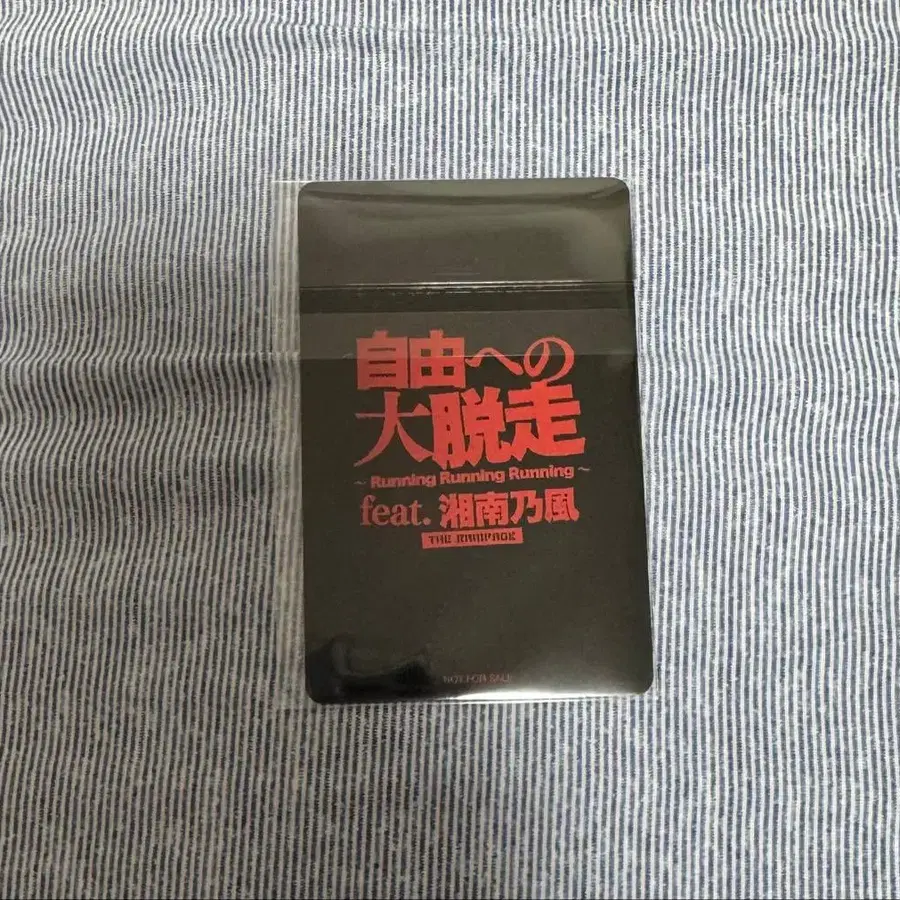 自由への
大脱走
～Running Running Running～
feat. 湘南乃風
THE RAMPAGE
NOT FOR SALE